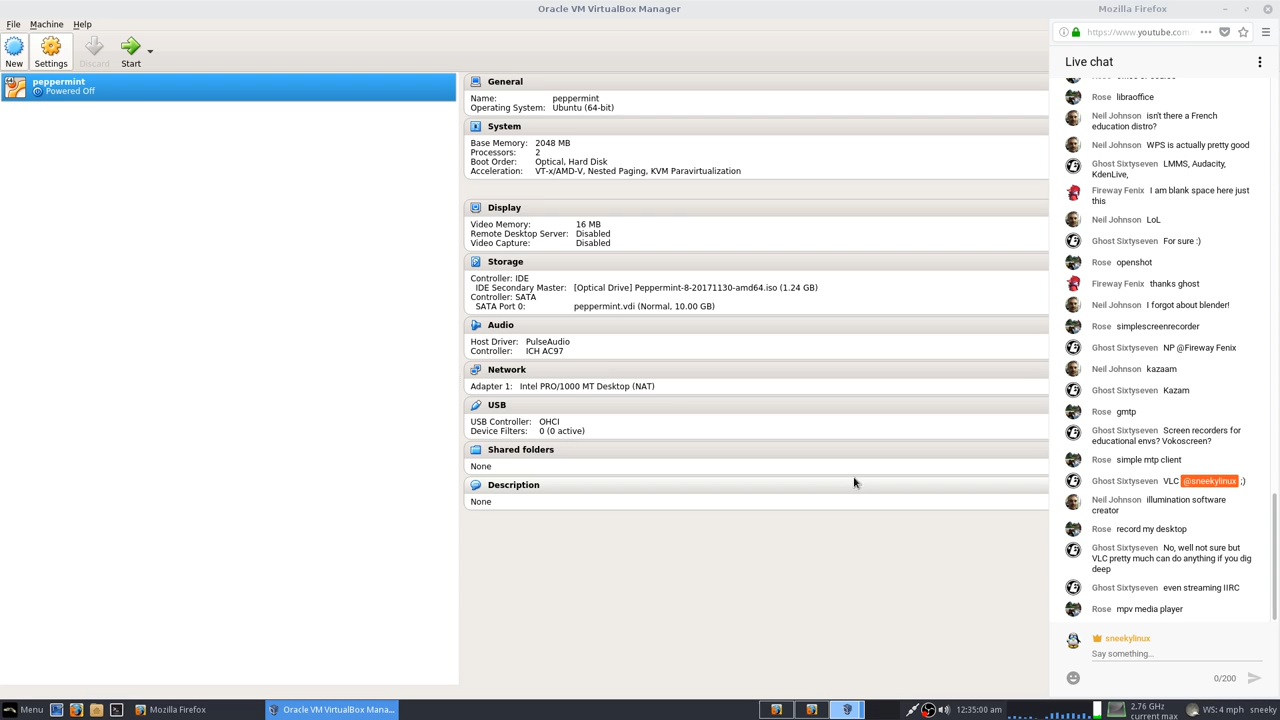 Oracle VM VirtualBox Manager
Mozilla Firefox
File Machine Help
New
Settings
Discard
Start
peppermint
Powered Off
General
Name: peppermint
Operating System: Ubuntu (64-bit)
System
Base Memory: 2048 MB
Processors: 2
Boot Order: Optical, Hard Disk
Acceleration: VT-x/AMD-V, Nested Paging, KVM Paravirtualization
Display
Video Memory: 16 MB
Remote Desktop Server: Disabled
Video Capture: Disabled
Storage
Controller: IDE
IDE Secondary Master: [Optical Drive] Peppermint-8-20171130-amd64.iso (1.24 GB)
Controller: SATA
SATA Port 0: peppermint.vdi (Normal, 10.00 GB)
Audio
Host Driver: PulseAudio
Controller: ICH AC97
Network
Adapter 1: Intel PRO/1000 MT Desktop (NAT)
USB
USB Controller: OHCI
Device Filters: 0 (0 active)
Shared folders
None
Description
None
https://www.youtube.com
Live chat
Rose libraoffice
Neil Johnson isn't there a French
education distro?
Neil Johnson WPS is actually pretty good
Ghost Sixtyseven LMMS, Audacity,
KdenLive,
Fireway Fenix I am blank space here just
this
Neil Johnson LoL
Ghost Sixtyseven For sure :)
Rose openshot
Fireway Fenix thanks ghost
Neil Johnson I forgot about blender!
Rose simplescreenrecorder
Ghost Sixtyseven NP @Fireway Fenix
Neil Johnson kazaam
Ghost Sixtyseven Kazam
Rose gmtp
Ghost Sixtyseven Screen recorders for
educational envs? Vokoscreen?
Rose simple mtp client
Ghost Sixtyseven VLC @sneekylinux ;)
Neil Johnson illumination software
creator
Rose record my desktop
Ghost Sixtyseven No, well not sure but
VLC pretty much can do anything if you dig
deep
Ghost Sixtyseven even streaming IIRC
Rose mpv media player
sneekylinux
Say something...
0/200
Menu
Mozilla Firefox
Oracle VM VirtualBox Mana...
12:35:00 am
2.76 GHz
current max
WS: 4 mph
sneeky